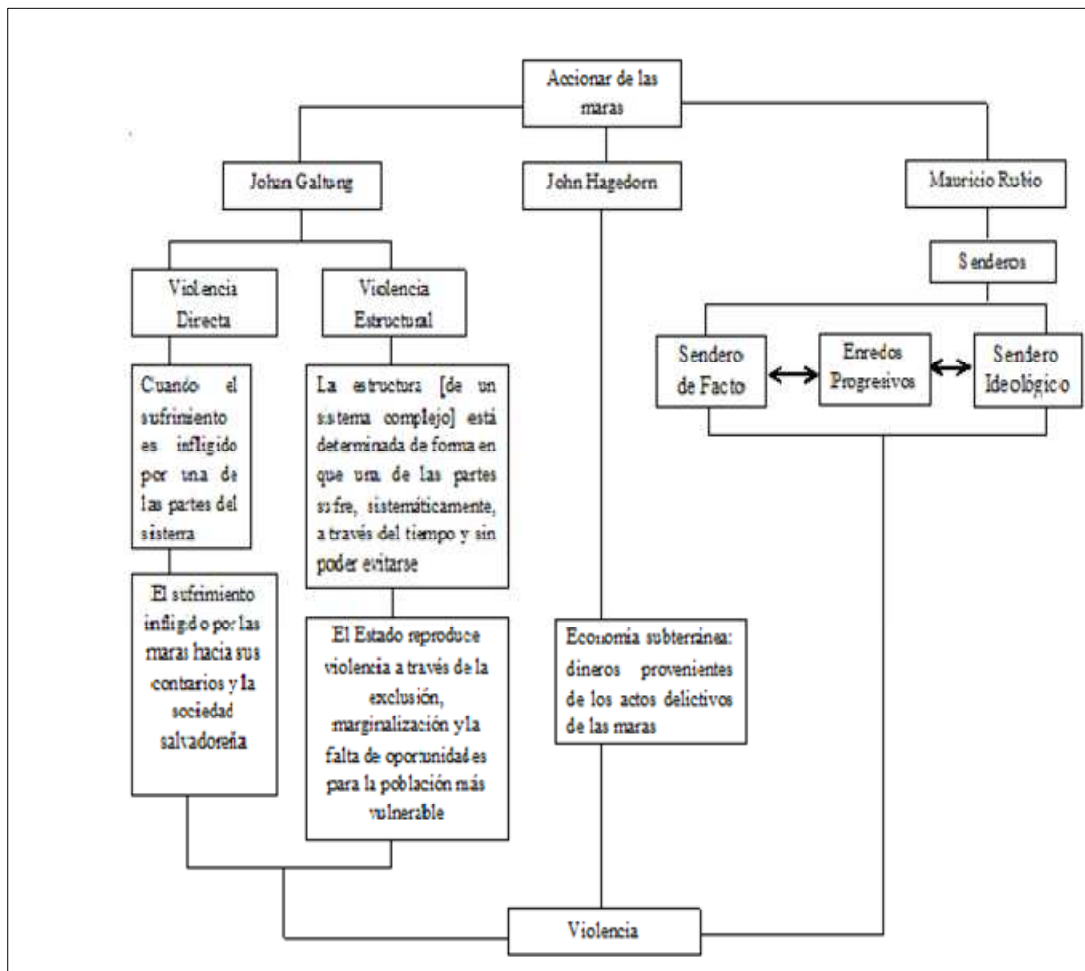 Accionar de las
maras
Johan Galtung
John Hagedorn
Mauricio Rubio
Senderos
Violencia
Directa
Violencia
Estructural
Sendero
de Facto
Enredos
Progresivos
Sendero
Ideológico
Cuando el
sufrimiento
es infligido
por una de
las partes del
sistema
La estructura [de un
sistema complejo] está
determinada de forma en
que una de las partes
sufre, sistemáticamente,
a través del tiempo y sin
poder evitarse
El sufrimiento
infligido por las
maras hacia sus
contrarios y la
sociedad
salvadoreña
El Estado reproduce
violencia a través de la
exclusión,
marginalización y la
falta de oportunidades
para la población más
vulnerable
Economía subterránea:
dineros provenientes
de los actos delictivos
de las maras
Violencia